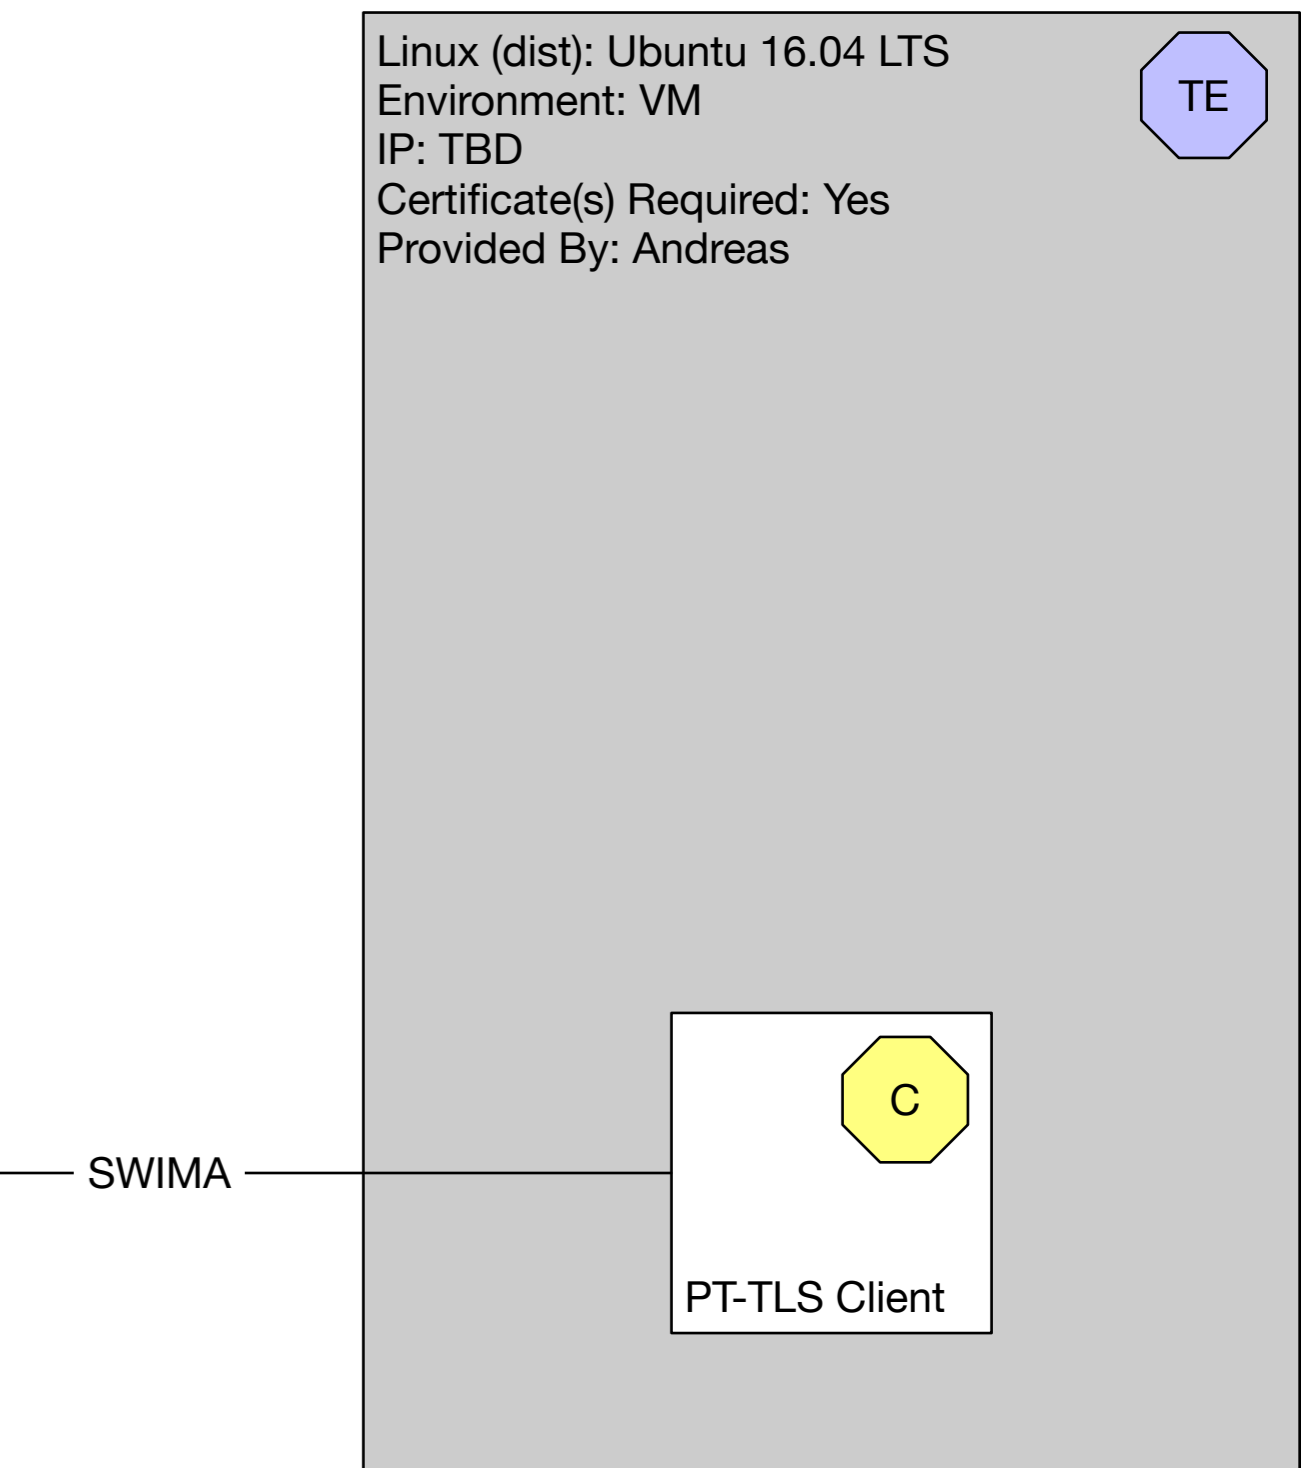 Linux (dist): Ubuntu 16.04 LTS
Environment: VM
IP: TBD
Certificate(s) Required: Yes
Provided By: Andreas
TE
C
SWIMA
PT-TLS Client